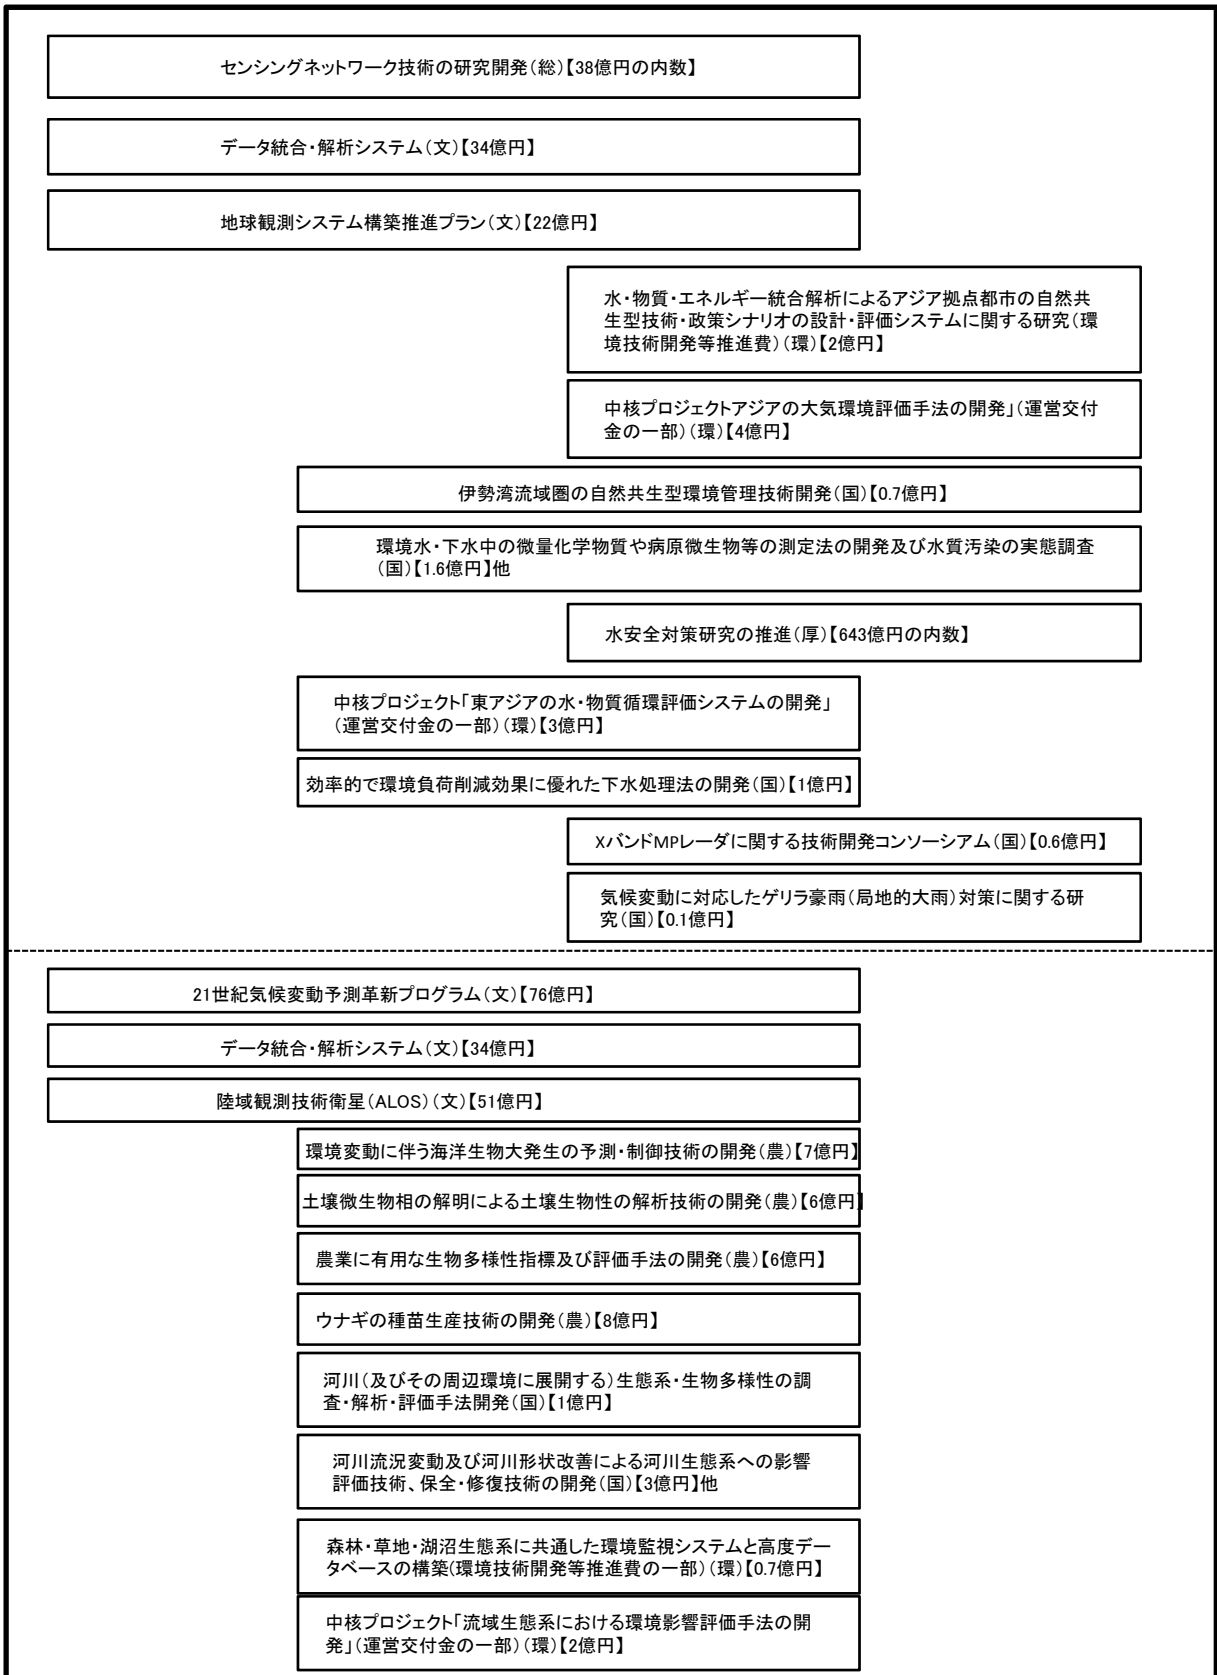 センシングネットワーク技術の研究開発（総）【38億円の内数】
データ統合・解析システム（文）【34億円】
地球観測システム構築推進プラン（文）【22億円】
水・物質・エネルギー統合解析によるアジア拠点都市の自然共
生型技術・政策シナリオの設計・評価システムに関する研究（環
境技術開発等推進費）（環）【2億円】
中核プロジェクトアジアの大気環境評価手法の開発」（運営交付
金の一部）（環）【4億円】
伊勢湾流域圏の自然共生型環境管理技術開発（国）【0.7億円】
環境水・下水中の微量化学物質や病原微生物等の測定法の開発及び水質汚染の実態調査
（国）【1.6億円】他
水安全対策研究の推進（厚）【643億円の内数】
中核プロジェクト「東アジアの水・物質循環評価システムの開発」
（運営交付金の一部）（環）【3億円】
効率的で環境負荷削減効果に優れた下水処理法の開発（国）【1億円】
XバンドMPレーダに関する技術開発コンソーシアム（国）【0.6億円】
気候変動に対応したゲリラ豪雨（局地的大雨）対策に関する研
究（国）【0.1億円】
21世紀気候変動予測革新プログラム（文）【76億円】
データ統合・解析システム（文）【34億円】
陸域観測技術衛星（ALOS）（文）【51億円】
環境変動に伴う海洋生物大発生の予測・制御技術の開発（農）【7億円】
土壌微生物相の解明による土壌生物性の解析技術の開発（農）【6億円】
農業に有用な生物多様性指標及び評価手法の開発（農）【6億円】
ウナギの種苗生産技術の開発（農）【8億円】
河川（及びその周辺環境に展開する）生態系・生物多様性の調
査・解析・評価手法開発（国）【1億円】
河川流況変動及び河川形状改善による河川生態系への影響
評価技術、保全・修復技術の開発（国）【3億円】他
森林・草地・湖沼生態系に共通した環境監視システムと高度デー
タベースの構築(環境技術開発等推進費の一部）（環）【0.7億円】
中核プロジェクト「流域生態系における環境影響評価手法の開
発」（運営交付金の一部）（環）【2億円】